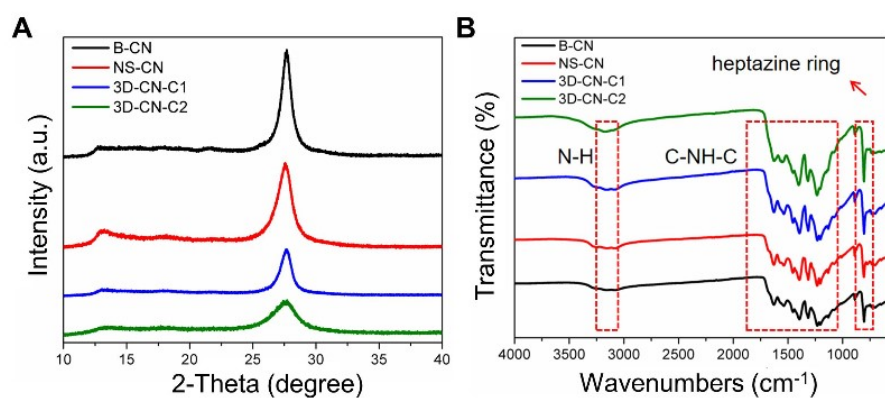 A
B-CN
NS-CN
3D-CN-C1
3D-CN-C2
Intensity (a.u.)
10 15 20 25 30 35 40
2-Theta (degree)
B
B-CN
NS-CN
3D-CN-C1
3D-CN-C2
heptazine ring
N-H
C-NH-C
Transmittance (%)
4000 3500 3000 2500 2000 1500 1000
Wavenumbers (cm⁻¹)